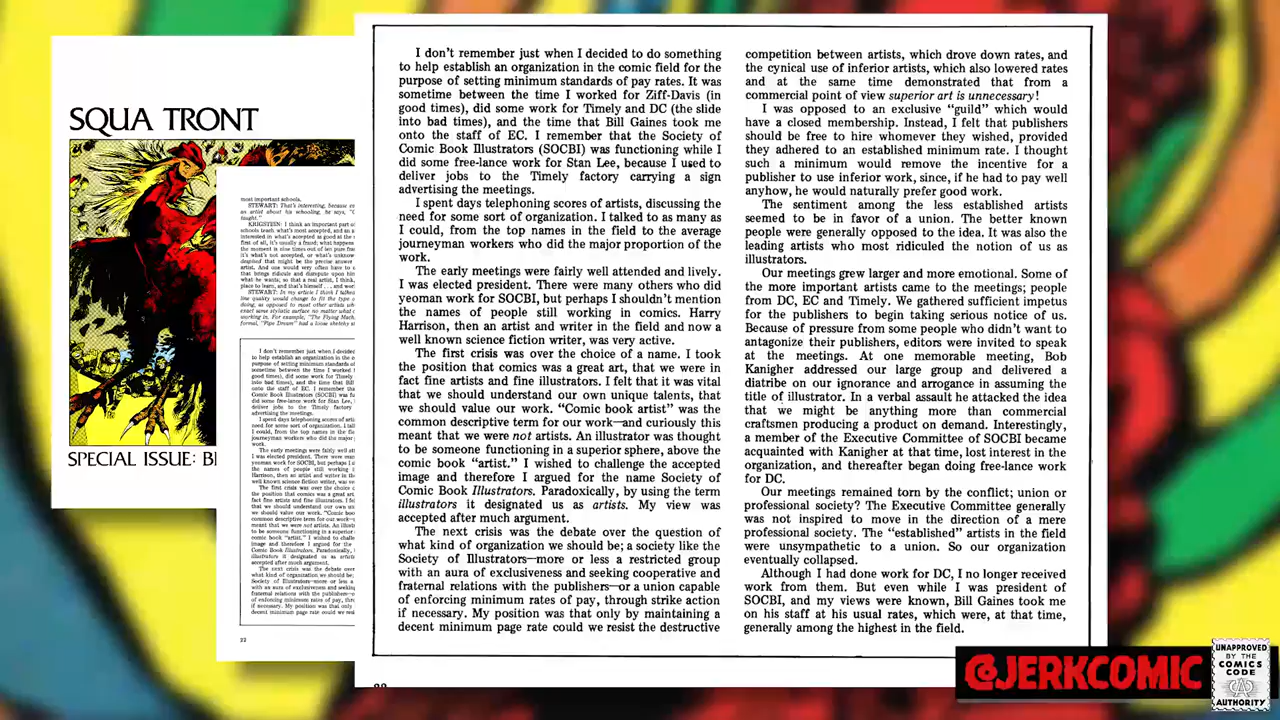 SQUA TRONT
SPECIAL ISSUE: B
most important schools.
22
I don't remember just when I decided to do something
to help establish an organization in the comic field for the
purpose of setting minimum standards of pay rates. It was
sometime between the time I worked for Ziff-Davis (in
good times), did some work for Timely and DC (the slide
into bad times), and the time that Bill Gaines took me
onto the staff of EC. I remember that the Society of
Comic Book Illustrators (SOCBI) was functioning while I
did some free-lance work for Stan Lee, because I used to
deliver jobs to the Timely factory carrying a sign
advertising the meetings.
I spent days telephoning scores of artists, discussing the
need for some sort of organization. I talked to as many as
I could, from the top names in the field to the average
journeyman workers who did the major proportion of the
work.
The early meetings were fairly well attended and lively.
I was elected president. There were many others who did
yeoman work for SOCBI, but perhaps I shouldn't mention
the names of people still working in comics. Harry
Harrison, then an artist and writer in the field and now a
well known science fiction writer, was very active.
The first crisis was over the choice of a name. I took
the position that comics was a great art, that we were in
fact fine artists and fine illustrators. I felt that it was vital
that we should understand our own unique talents, that
we should value our work. "Comic book artist" was the
common descriptive term for our work—and curiously this
meant that we were not artists. An illustrator was thought
to be someone functioning in a superior sphere, above the
comic book "artist." I wished to challenge the accepted
image and therefore I argued for the name Society of
Comic Book Illustrators. Paradoxically, by using the term
illustrators it designated us as artists. My view was
accepted after much argument.
The next crisis was the debate over the question of
what kind of organization we should be; a society like the
Society of Illustrators—more or less a restricted group
with an aura of exclusiveness and seeking cooperative and
fraternal relations with the publishers—or a union capable
of enforcing minimum rates of pay, through strike action
if necessary. My position was that only by maintaining a
decent minimum page rate could we resist the destructive
competition between artists, which drove down rates, and
the cynical use of inferior artists, which also lowered rates
and at the same time demonstrated that from a
commercial point of view superior art is unnecessary!
I was opposed to an exclusive "guild" which would
have a closed membership. Instead, I felt that publishers
should be free to hire whomever they wished, provided
they adhered to an established minimum rate. I thought
such a minimum would remove the incentive for a
publisher to use inferior work, since, if he had to pay well
anyhow, he would naturally prefer good work.
The sentiment among the less established artists
seemed to be in favor of a union. The better known
people were generally opposed to the idea. It was also the
leading artists who most ridiculed the notion of us as
illustrators.
Our meetings grew larger and more emotional. Some of
the more important artists came to the meetings; people
from DC, EC and Timely. We gathered sufficient impetus
for the publishers to begin taking serious notice of us.
Because of pressure from some people who didn't want to
antagonize their publishers, editors were invited to speak
at the meetings. At one memorable meeting, Bob
Kanigher addressed our large group and delivered a
diatribe on our ignorance and arrogance in assuming the
title of illustrator. In a verbal assault he attacked the idea
that we might be anything more than commercial
craftsmen producing a product on demand. Interestingly,
a member of the Executive Committee of SOCBI became
acquainted with Kanigher at that time, lost interest in the
organization, and thereafter began doing free-lance work
for DC.
Our meetings remained torn by the conflict; union or
professional society? The Executive Committee generally
was not inspired to move in the direction of a mere
professional society. The "established" artists in the field
were unsympathetic to a union. So our organization
eventually collapsed.
Although I had done work for DC, I no longer received
work from them. But even while I was president of
SOCBI, and my views were known, Bill Gaines took me
on his staff at his usual rates, which were, at that time,
generally among the highest in the field.
@JERKCOMIC
UNAPPROVED
BY THE
COMICS
CODE
AUTHORITY